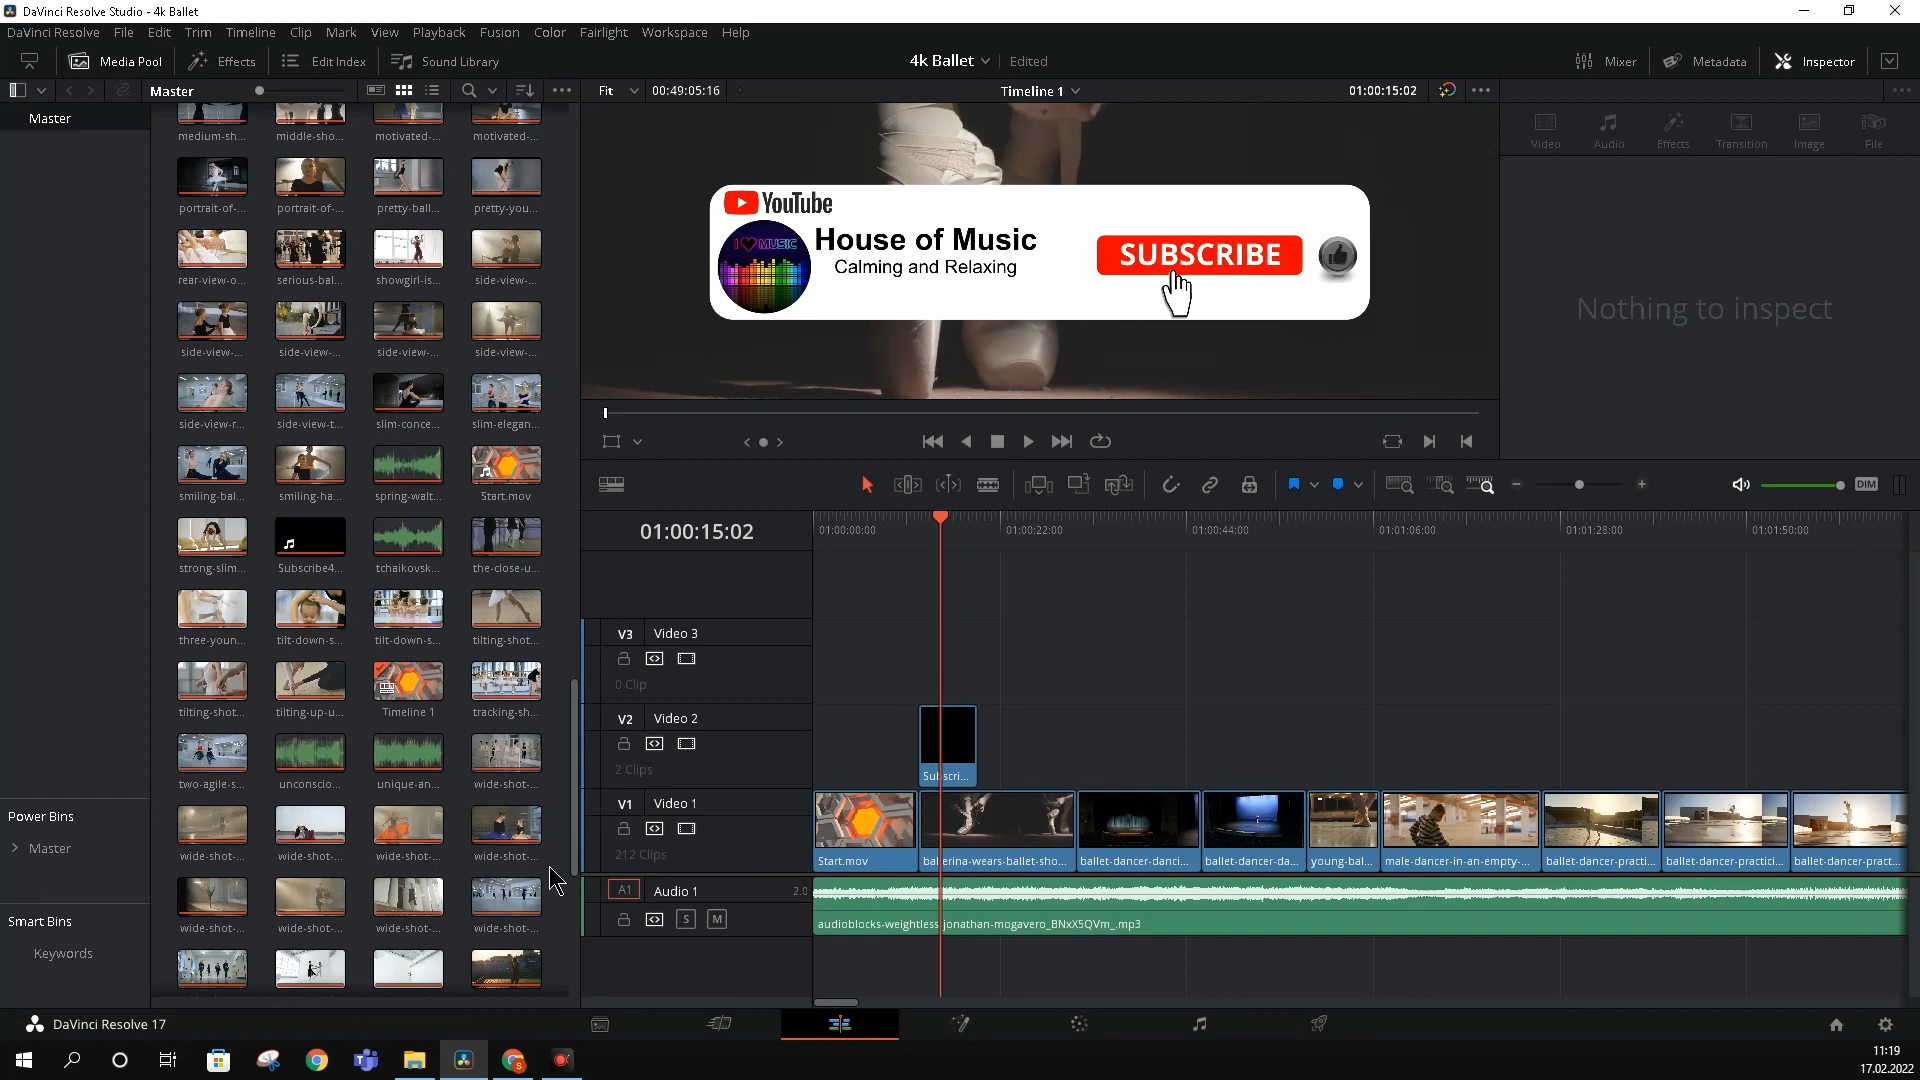 DaVinci Resolve Studio - 4k Ballet
DaVinci Resolve File Edit Trim Timeline Clip Mark View Playback Fusion Color Fairlight Workspace Help
Media Pool Effects Edit Index Sound Library 4k Ballet Edited Mixer Metadata Inspector
Master Fit 00:49:05:16 Timeline 1 01:00:15:02
Master
medium-sh... middle-sho... motivated-... motivated-...
Video Audio Effects Transition Image File
portrait-of-... portrait-of-... pretty-ball... pretty-you...
YouTube
I MUSIC
House of Music
Calming and Relaxing
SUBSCRIBE
rear-view-o... serious-bal... showgirl-is... side-view-...
Nothing to inspect
side-view-... side-view-... side-view-... side-view-...
side-view-r... side-view-t... slim-conce... slim-elegan...
smiling-bal... smiling-ha... spring-walt... Start.mov
DIM
01:00:15:02
01:00:00:00 01:00:22:00 01:00:44:00 01:01:06:00 01:01:28:00 01:01:50:00
strong-slim... Subscribe4... tchaikovsk... the-close-u...
three-youn... tilt-down-s... tilt-down-s... tilting-shot...
V3 Video 3
0 Clip
tilting-shot... tilting-up-u... Timeline 1 tracking-sh...
V2 Video 2
2 Clips
Subscri...
two-agile-s... unconscio... unique-an... wide-shot-...
V1 Video 1
212 Clips
Start.mov ballerina-wears-ballet-sho... ballet-dancer-danci... ballet-dancer-da... young-bal... male-dancer-in-an-empty-... ballet-dancer-practi... ballet-dancer-practici... ballet-dancer-pract...
Power Bins
Master
wide-shot-... wide-shot-... wide-shot-... wide-shot-...
A1 Audio 1 2.0
S M
audioblocks-weightless-jonathan-mogavero_BNxX5QVm_.mp3
Smart Bins
Keywords
wide-shot-... wide-shot-... wide-shot-... wide-shot-...
DaVinci Resolve 17
11:19
17.02.2022